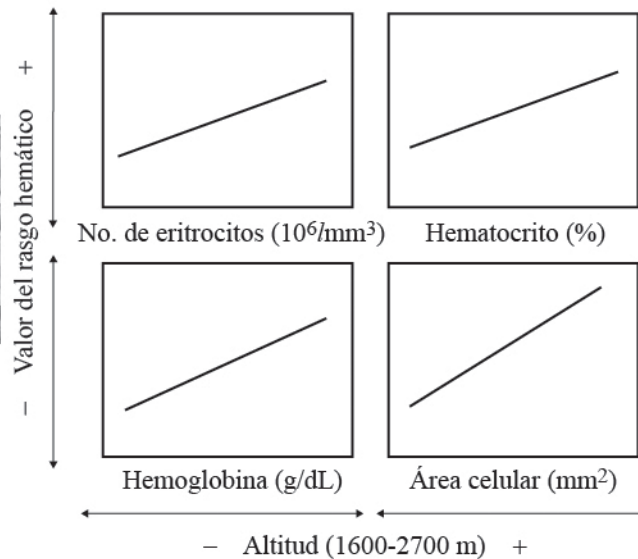 +
Valor del rasgo hemático
−
No. de eritrocitos (10⁶/mm³)
Hematocrito (%)
Hemoglobina (g/dL)
Área celular (mm²)
− Altitud (1600-2700 m) +